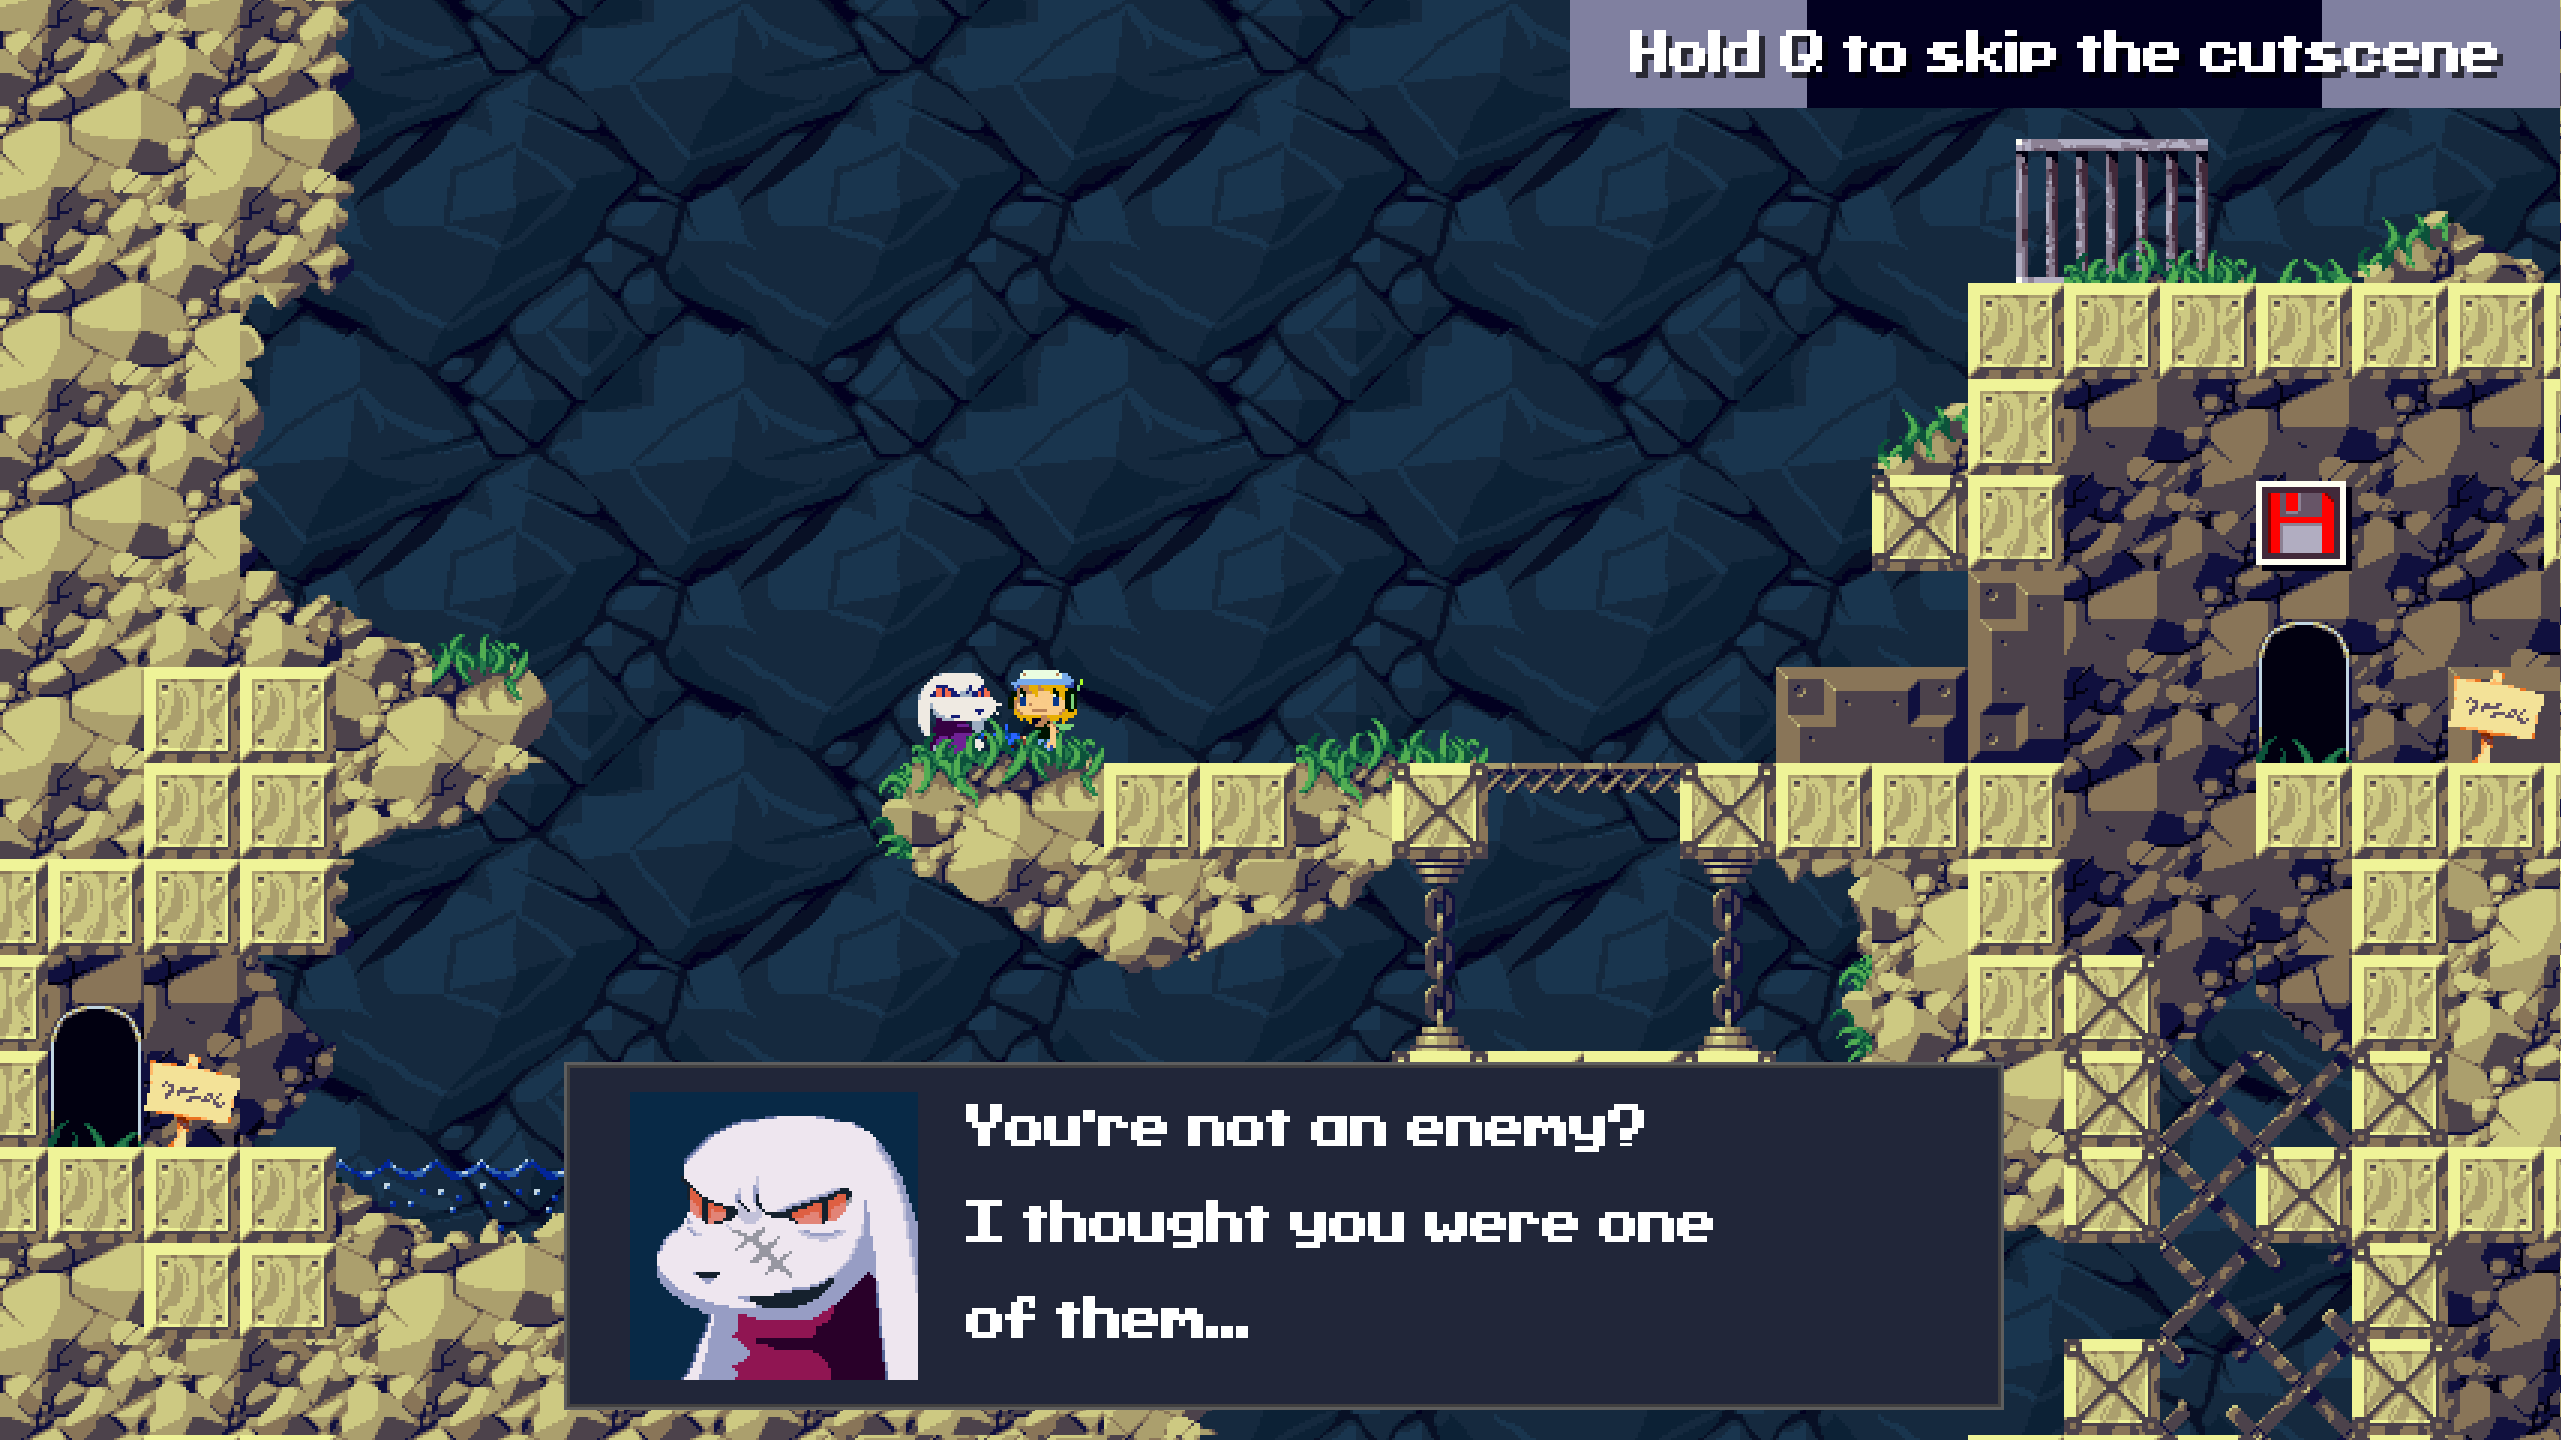 Hold Q to skip the cutscene
You're not an enemy?
I thought you were one
of them...